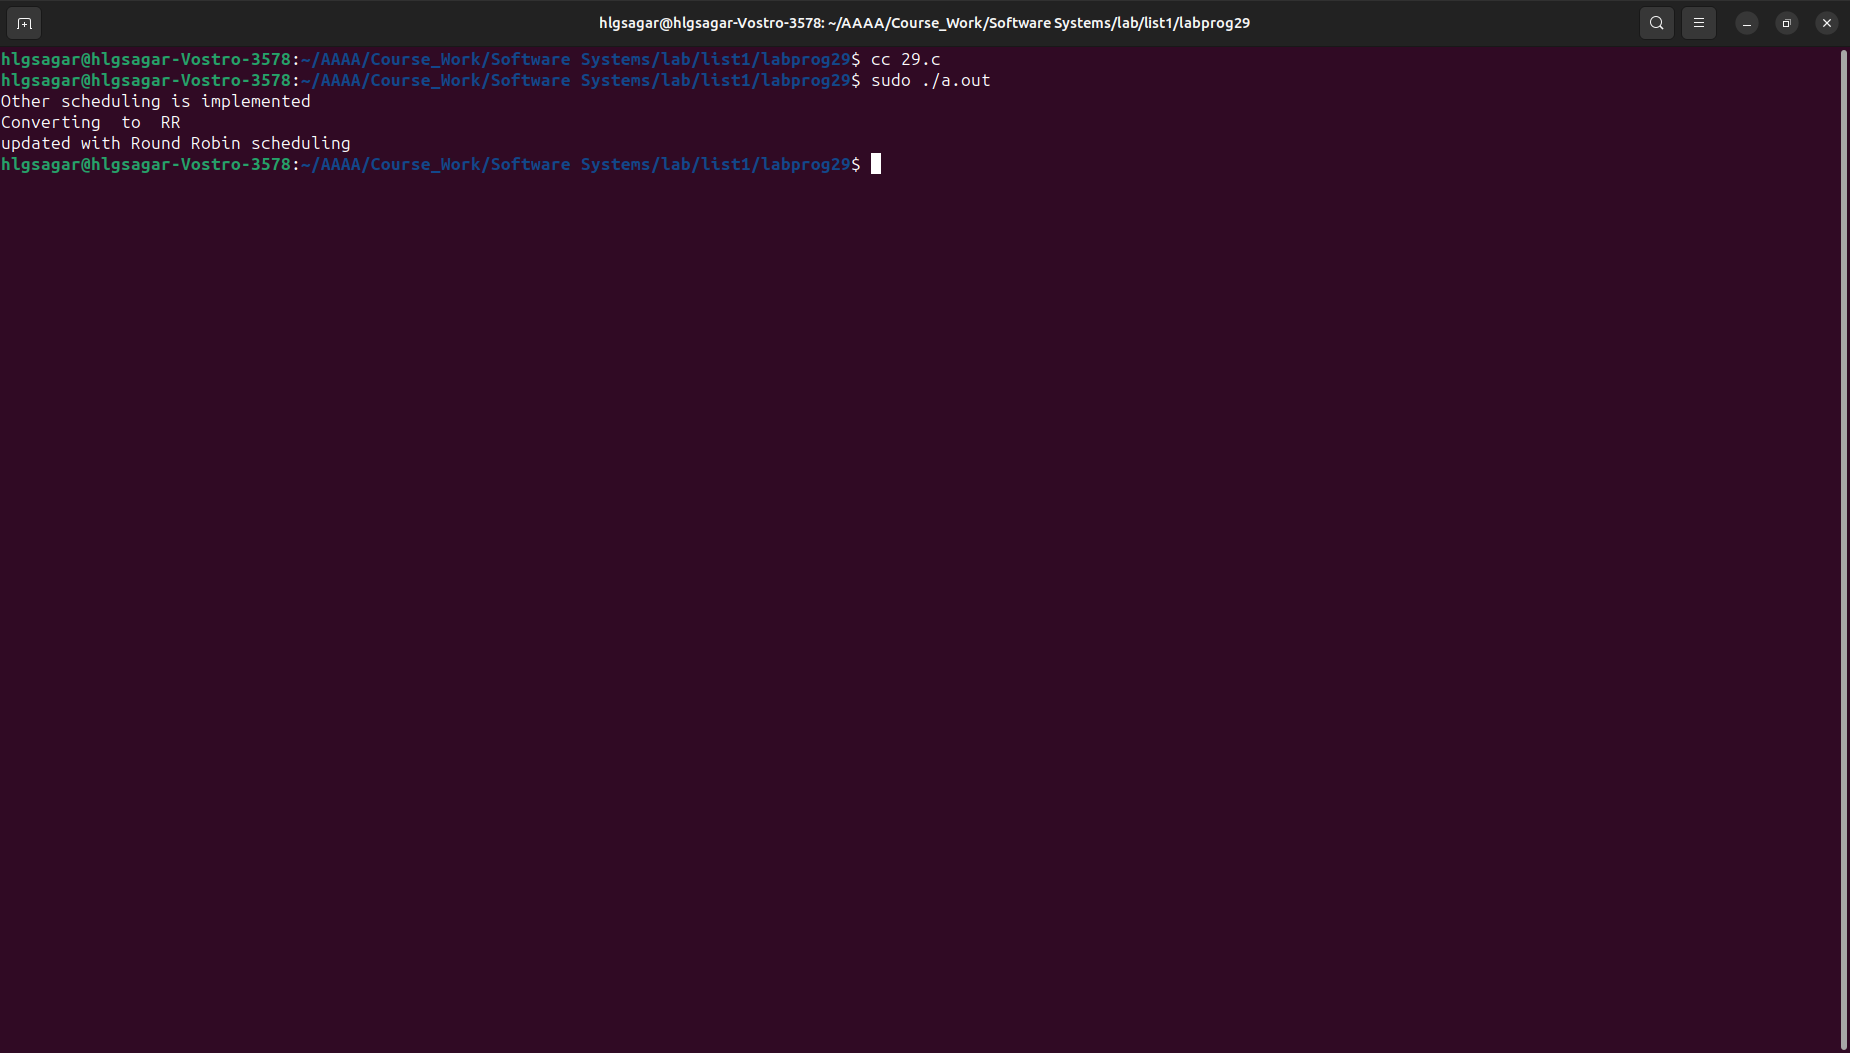 hlgsagar@hlgsagar-Vostro-3578: ~/AAAA/Course_Work/Software Systems/lab/list1/labprog29
hlgsagar@hlgsagar-Vostro-3578:~/AAAA/Course_Work/Software Systems/lab/list1/labprog29$ cc 29.c
hlgsagar@hlgsagar-Vostro-3578:~/AAAA/Course_Work/Software Systems/lab/list1/labprog29$ sudo ./a.out
Other scheduling is implemented
Converting  to  RR
updated with Round Robin scheduling
hlgsagar@hlgsagar-Vostro-3578:~/AAAA/Course_Work/Software Systems/lab/list1/labprog29$